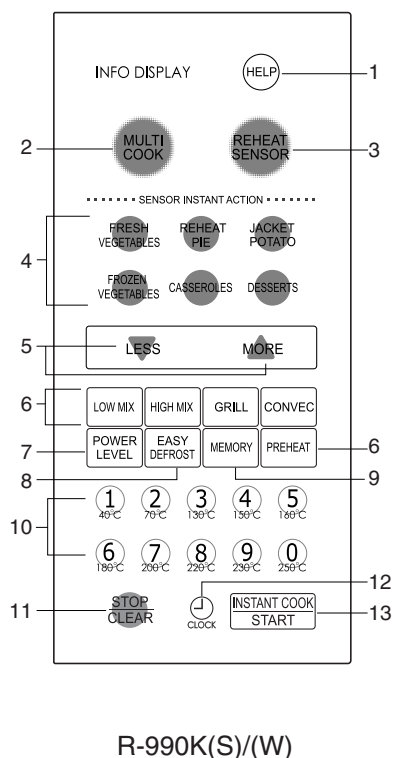 INFO DISPLAY
HELP
1
2
MULTI
COOK
REHEAT
SENSOR
3
SENSOR INSTANT ACTION
4
FRESH
VEGETABLES
REHEAT
PIE
JACKET
POTATO
FROZEN
VEGETABLES
CASSEROLES
DESSERTS
5
LESS
MORE
6
LOW MIX
HIGH MIX
GRILL
CONVEC
7
POWER
LEVEL
EASY
DEFROST
MEMORY
PREHEAT
6
8
9
10
1
40°C
2
70°C
3
130°C
4
150°C
5
160°C
6
180°C
7
200°C
8
220°C
9
230°C
0
250°C
11
STOP
CLEAR
CLOCK
12
INSTANT COOK
START
13
R-990K(S)/(W)